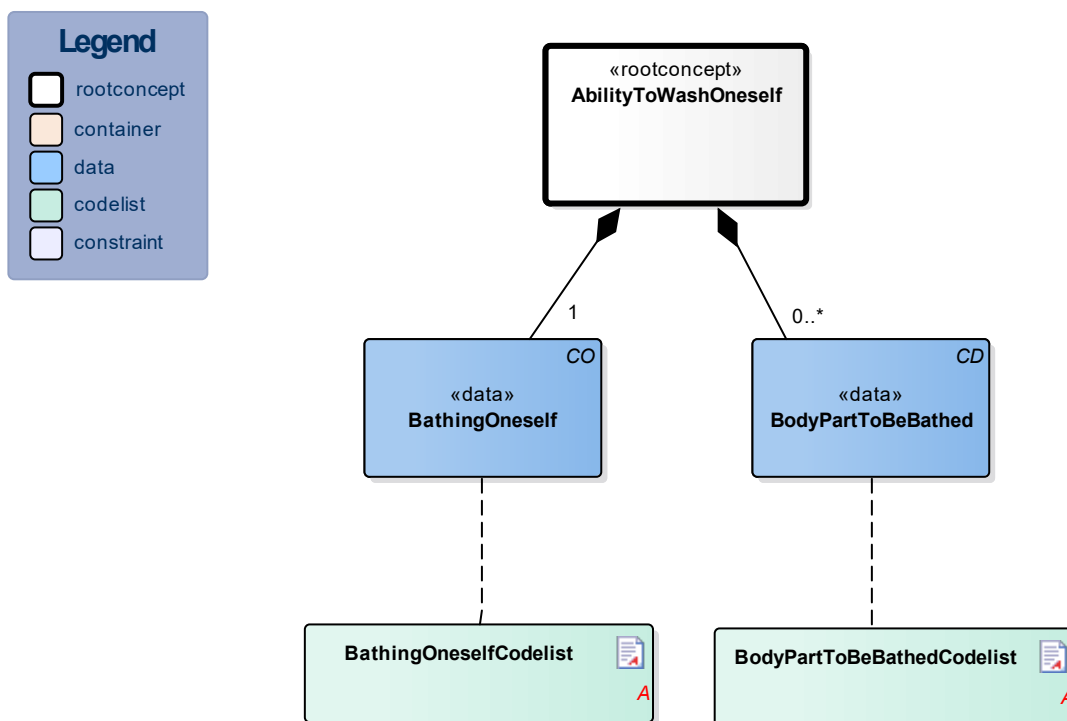 Legend
rootconcept
container
data
codelist
constraint
«rootconcept»
AbilityToWashOneself
1
0..*
CO
«data»
BathingOneself
CD
«data»
BodyPartToBeBathed
BathingOneselfCodelist
A
BodyPartToBeBathedCodelist
A